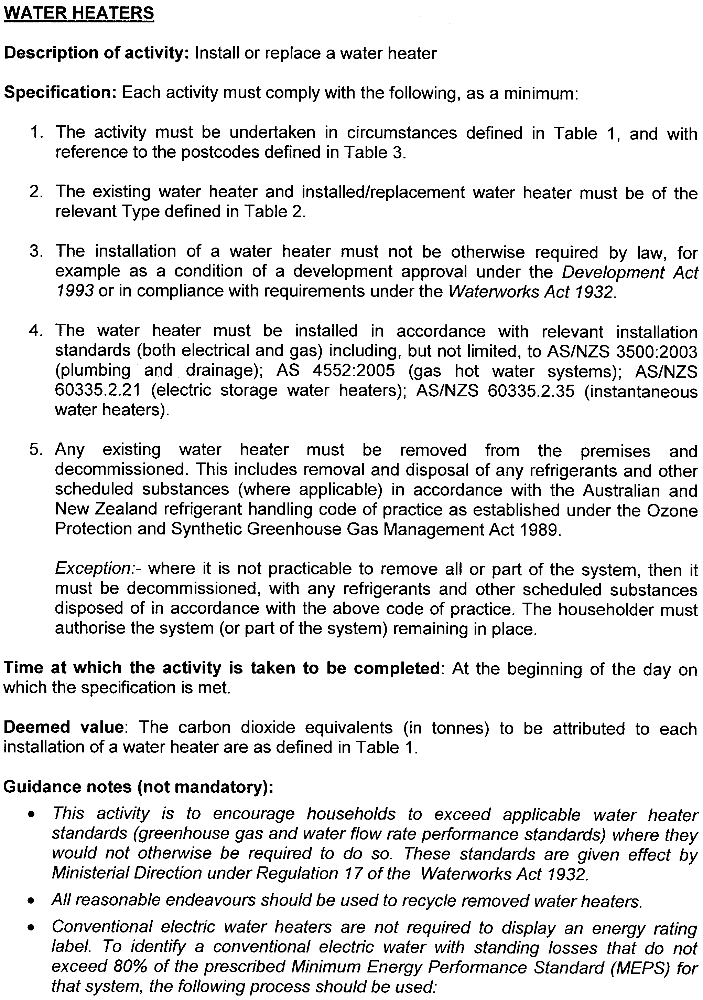 WATER HEATERS
Description of activity: Install or replace a water heater
Specification: Each activity must comply with the following, as a minimum:
1. The activity must be undertaken in circumstances defined in Table 1, and with
reference to the postcodes defined in Table 3.
2. The existing water heater and installed/replacement water heater must be of the
relevant Type defined in Table 2.
3. The installation of a water heater must not be otherwise required by law, for
example as a condition of a development approval under the Development Act
1993 or in compliance with requirements under the Waterworks Act 1932.
4. The water heater must be installed in accordance with relevant installation
standards (both electrical and gas) including, but not limited, to AS/NZS 3500:2003
(plumbing and drainage); AS 4552:2005 (gas hot water systems); AS/NZS
60335.2.21 (electric storage water heaters); AS/NZS 60335.2.35 (instantaneous
water heaters).
5. Any existing water heater must be removed from the premises and
decommissioned. This includes removal and disposal of any refrigerants and other
scheduled substances (where applicable) in accordance with the Australian and
New Zealand refrigerant handling code of practice as established under the Ozone
Protection and Synthetic Greenhouse Gas Management Act 1989.
Exception:- where it is not practicable to remove all or part of the system, then it
must be decommissioned, with any refrigerants and other scheduled substances
disposed of in accordance with the above code of practice. The householder must
authorise the system (or part of the system) remaining in place.
Time at which the activity is taken to be completed: At the beginning of the day on
which the specification is met.
Deemed value: The carbon dioxide equivalents (in tonnes) to be attributed to each
installation of a water heater are as defined in Table 1.
Guidance notes (not mandatory):
• This activity is to encourage households to exceed applicable water heater
standards (greenhouse gas and water flow rate performance standards) where they
would not otherwise be required to do so. These standards are given effect by
Ministerial Direction under Regulation 17 of the Waterworks Act 1932.
• All reasonable endeavours should be used to recycle removed water heaters.
• Conventional electric water heaters are not required to display an energy rating
label. To identify a conventional electric water with standing losses that do not
exceed 80% of the prescribed Minimum Energy Performance Standard (MEPS) for
that system, the following process should be used: